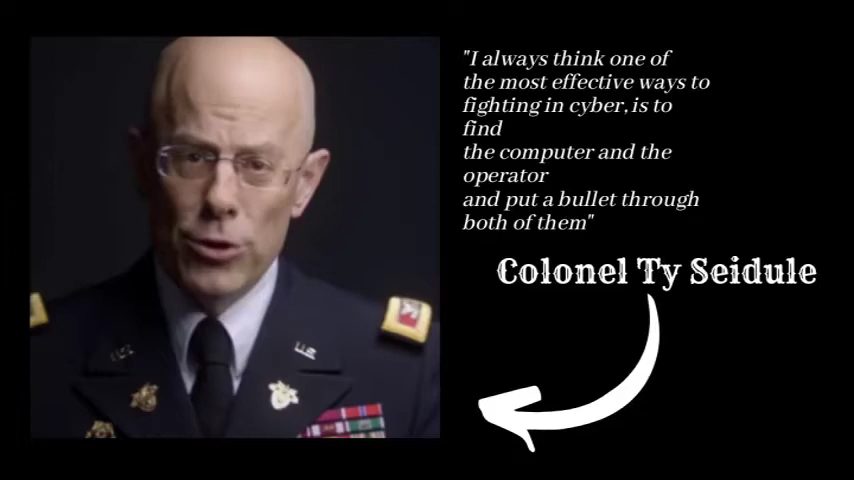 "I always think one of
the most effective ways to
fighting in cyber, is to
find
the computer and the
operator
and put a bullet through
both of them"
Colonel Ty Seidule
U.S.
U.S.